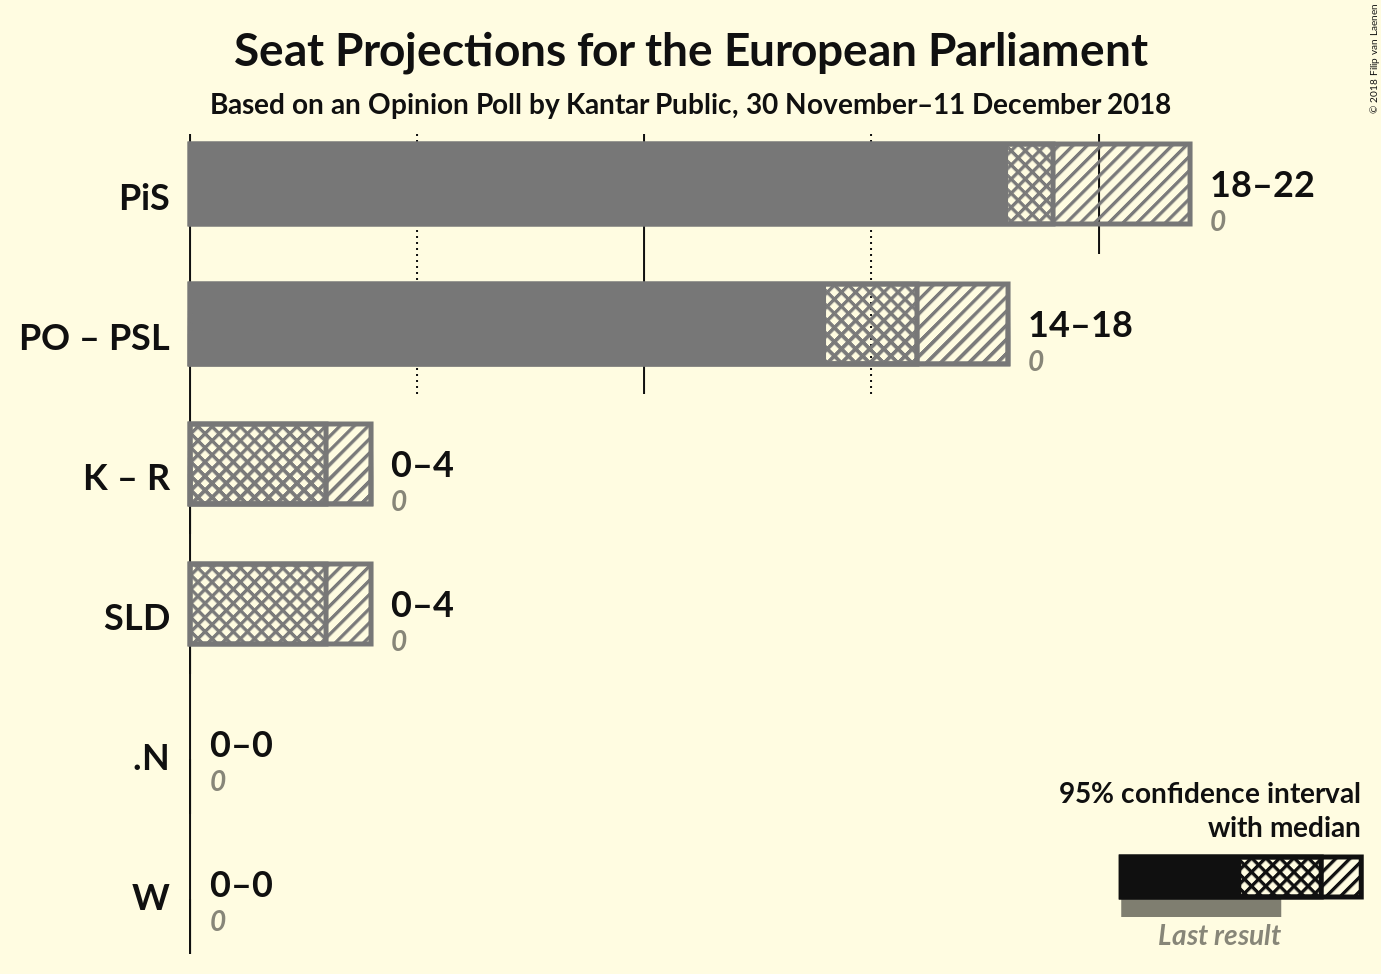 Seat Projections for the European Parliament
Based on an Opinion Poll by Kantar Public, 30 November–11 December 2018
© 2018 Filip van Laenen
PiS
18–22
0
PO – PSL
14–18
0
K – R
0–4
0
SLD
0–4
0
.N
0–0
0
W
0–0
0
95% confidence interval
with median
Last result